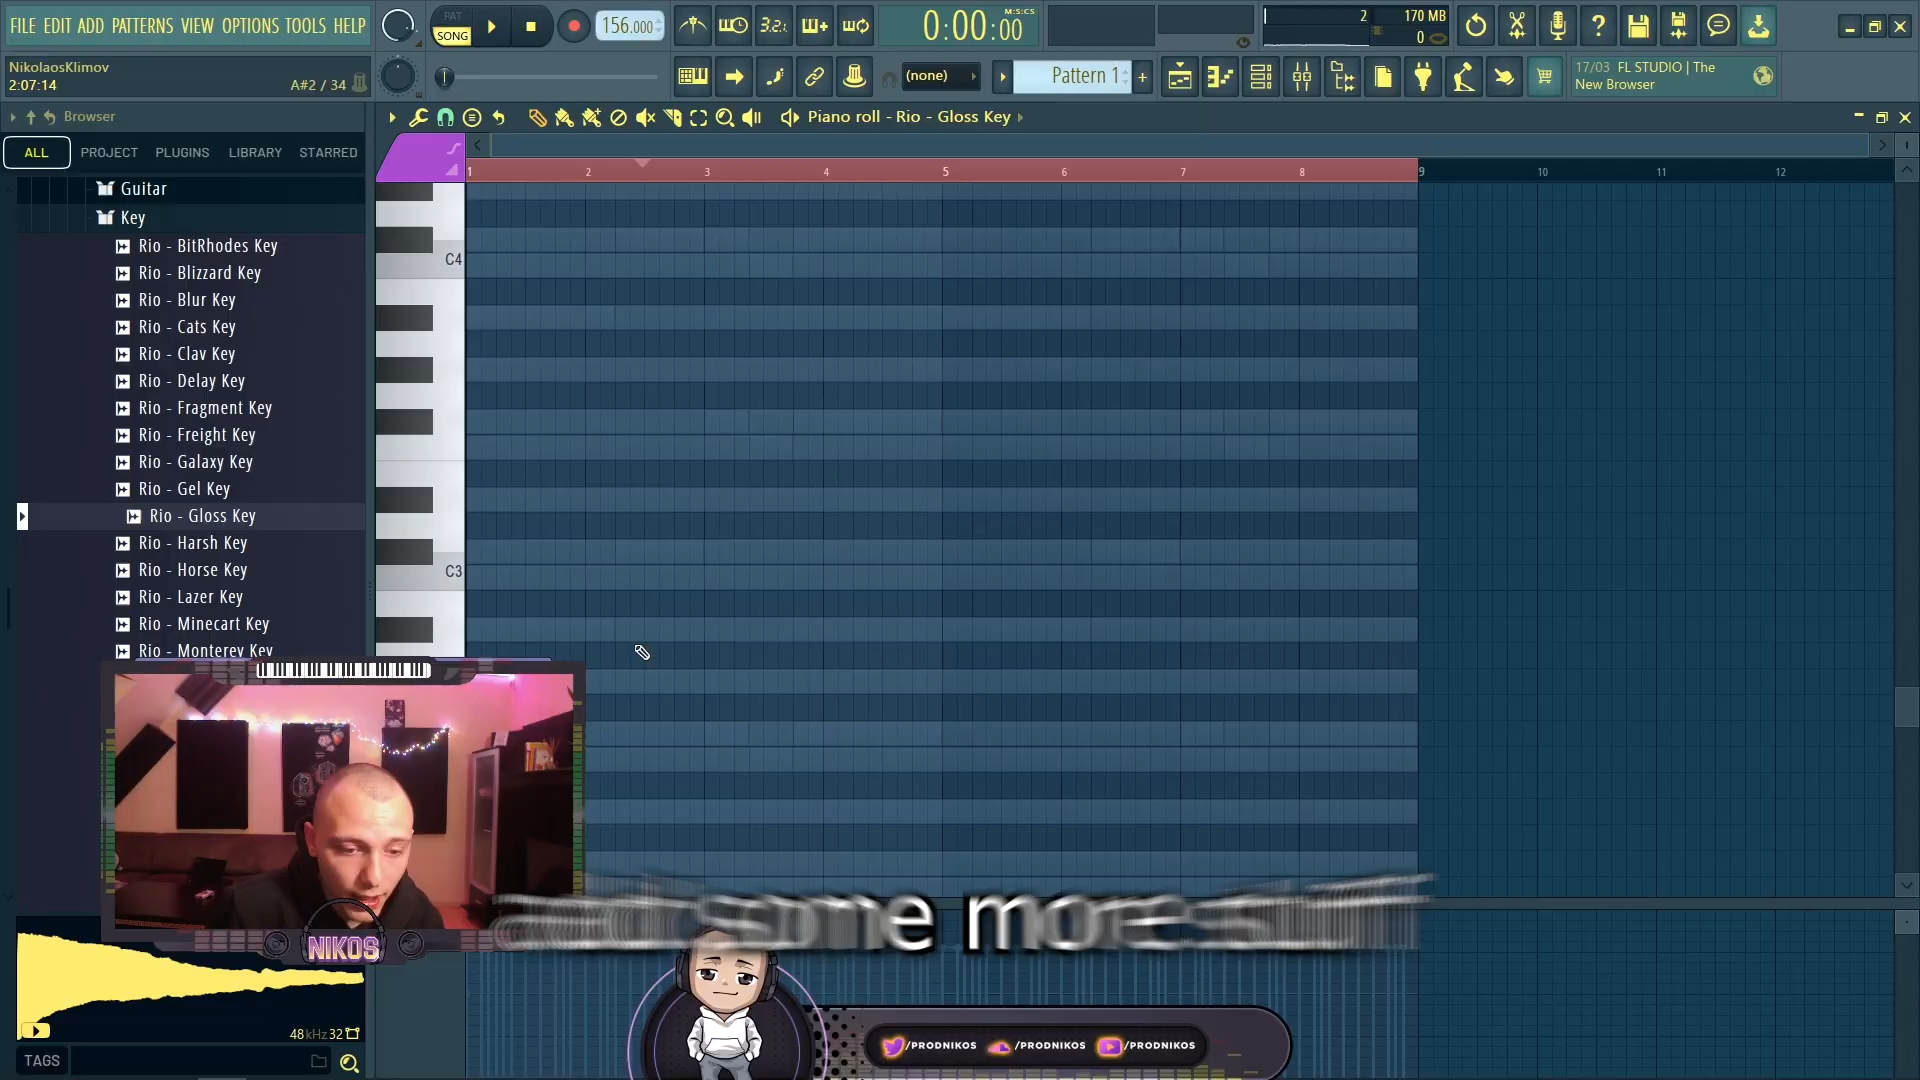 FILE EDIT ADD PATTERNS VIEW OPTIONS TOOLS HELP
PAT
SONG
156.000
3.2.1
0:00:00
M:S:CS
2
170 MB
0
NikolaosKlimov
2:07:14
A#2 / 34
(none)
Pattern 1
17/03 FL STUDIO | The
New Browser
Browser
Piano roll - Rio - Gloss Key
ALL
PROJECT
PLUGINS
LIBRARY
STARRED
1 2 3 4 5 6 7 8 9 10 11 12
Guitar
Key
Rio - BitRhodes Key
Rio - Blizzard Key
Rio - Blur Key
Rio - Cats Key
Rio - Clav Key
Rio - Delay Key
Rio - Fragment Key
Rio - Freight Key
Rio - Galaxy Key
Rio - Gel Key
Rio - Gloss Key
Rio - Harsh Key
Rio - Horse Key
Rio - Lazer Key
Rio - Minecart Key
Rio - Monterey Key
C4
C3
some more
NIKOS
48kHz 32
TAGS
/PRODNIKOS
/PRODNIKOS
/PRODNIKOS